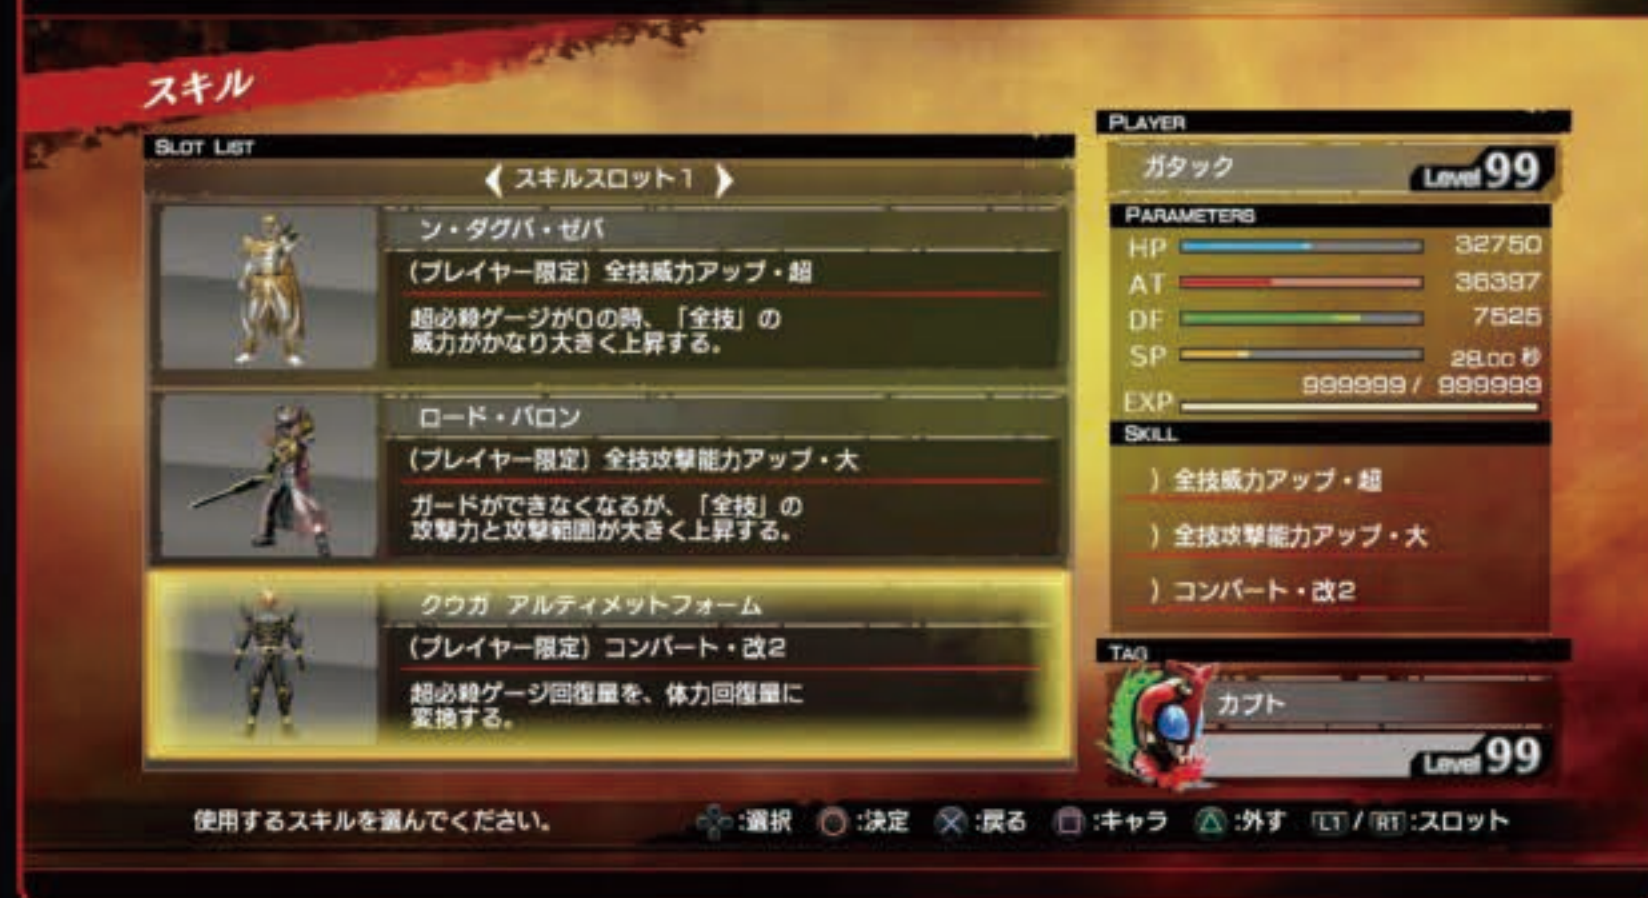 スキル
SLOT LIST
スキルスロット1
ン・ダグバ・ゼバ
(プレイヤー限定) 全技威力アップ・超
超必殺ゲージが0の時、「全技」の
威力がかなり大きく上昇する。
ロード・バロン
(プレイヤー限定) 全技攻撃能力アップ・大
ガードができなくなるが、「全技」の
攻撃力と攻撃範囲が大きく上昇する。
クウガ アルティメットフォーム
(プレイヤー限定) コンバート・改2
超必殺ゲージ回復量を、体力回復量に
変換する。
PLAYER
ガタック Level 99
PARAMETERS
HP 32750
AT 36397
DF 7525
SP 28.00 秒
999999 / 999999
EXP
SKILL
) 全技威力アップ・超
) 全技攻撃能力アップ・大
) コンバート・改2
TAG
カブト
Level 99
使用するスキルを選んでください。 :選択 :決定 :戻る :キャラ :外す L1 / R1 :スロット